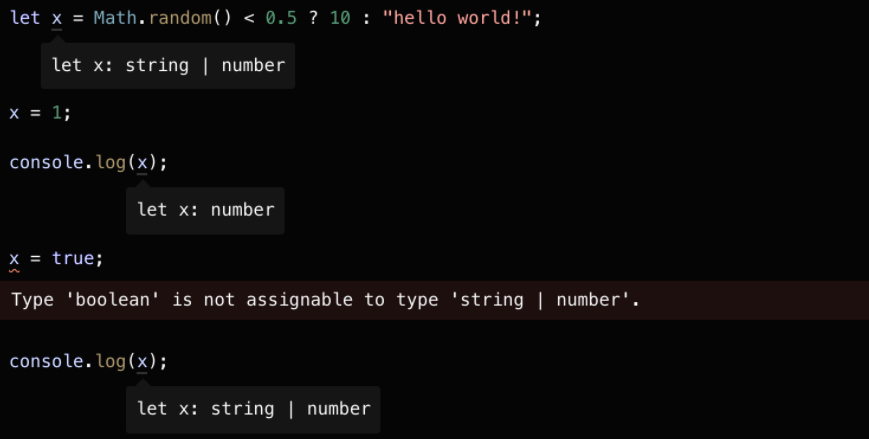 let x = Math.random() < 0.5 ? 10 : "hello world!";
let x: string | number
x = 1;
console.log(x);
let x: number
x = true;
Type 'boolean' is not assignable to type 'string | number'.
console.log(x);
let x: string | number